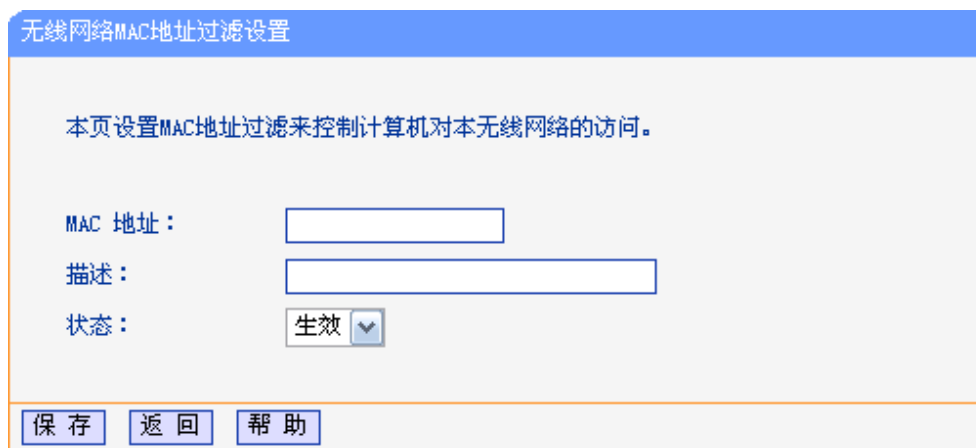 无线网络MAC地址过滤设置
本页设置MAC地址过滤来控制计算机对本无线网络的访问。
MAC 地址：
描述：
状态： 生效
保 存 返 回 帮 助